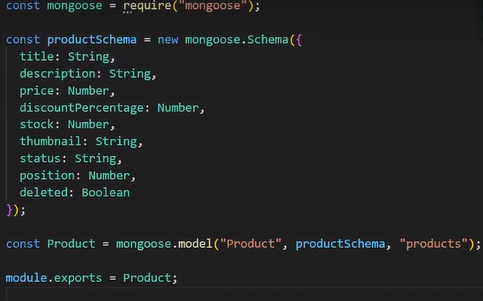 const mongoose = require("mongoose");
const productSchema = new mongoose.Schema({
  title: String,
  description: String,
  price: Number,
  discountPercentage: Number,
  stock: Number,
  thumbnail: String,
  status: String,
  position: Number,
  deleted: Boolean
});
const Product = mongoose.model("Product", productSchema, "products");
module.exports = Product;